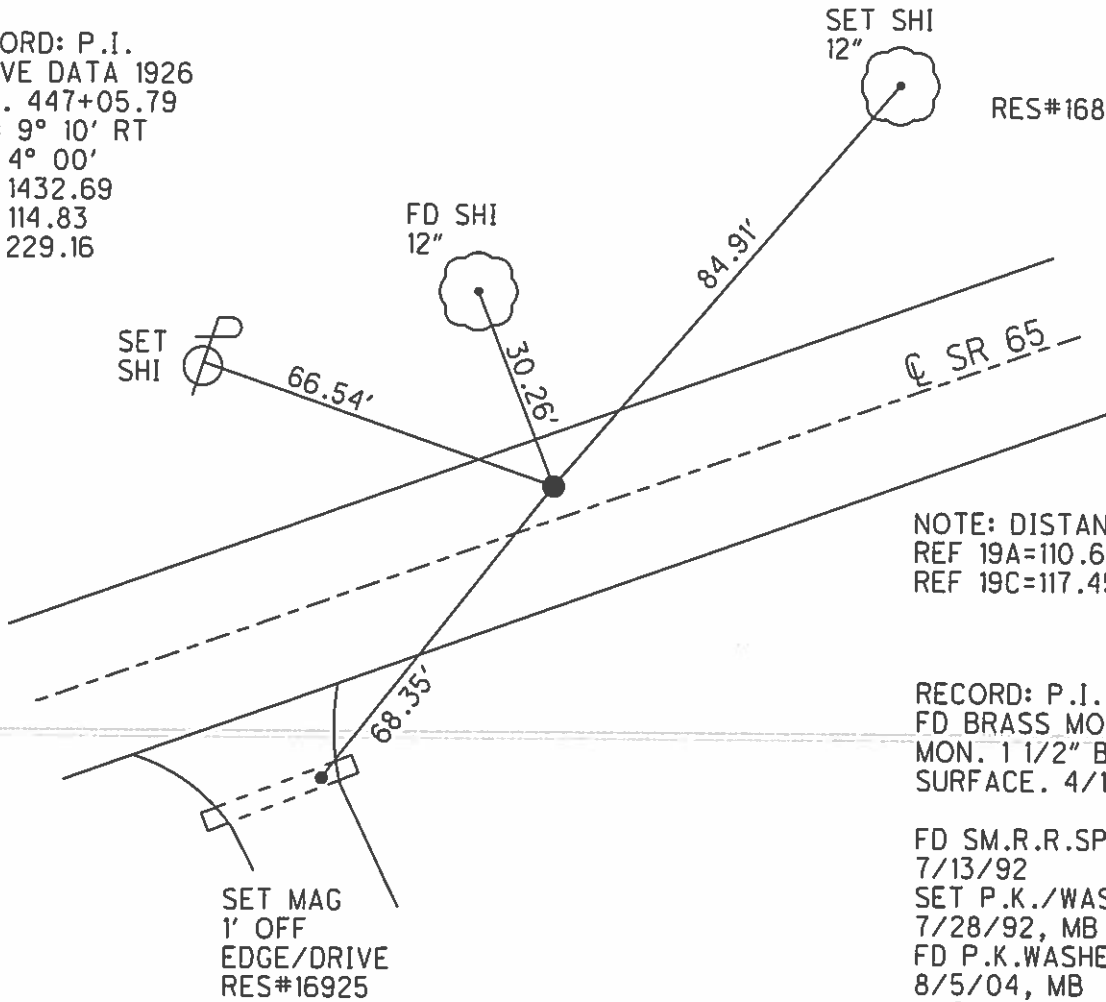 ORD: P.I.
VE DATA 1926
. 447+05.79
9° 10' RT
4° 00'
1432.69
114.83
229.16
SET SHI
12"
RES#168
FD SHI
12"
84.91'
SET
SHI
66.54'
30.26'
℄ SR 65
NOTE: DISTAN
REF 19A=110.6
REF 19C=117.45
68.35'
RECORD: P.I.
FD BRASS MO
MON. 1 1/2" B
SURFACE. 4/1
FD SM.R.R.SP
7/13/92
SET P.K./WAS
7/28/92, MB
FD P.K.WASHE
8/5/04, MB
SET MAG
1' OFF
EDGE/DRIVE
RES#16925